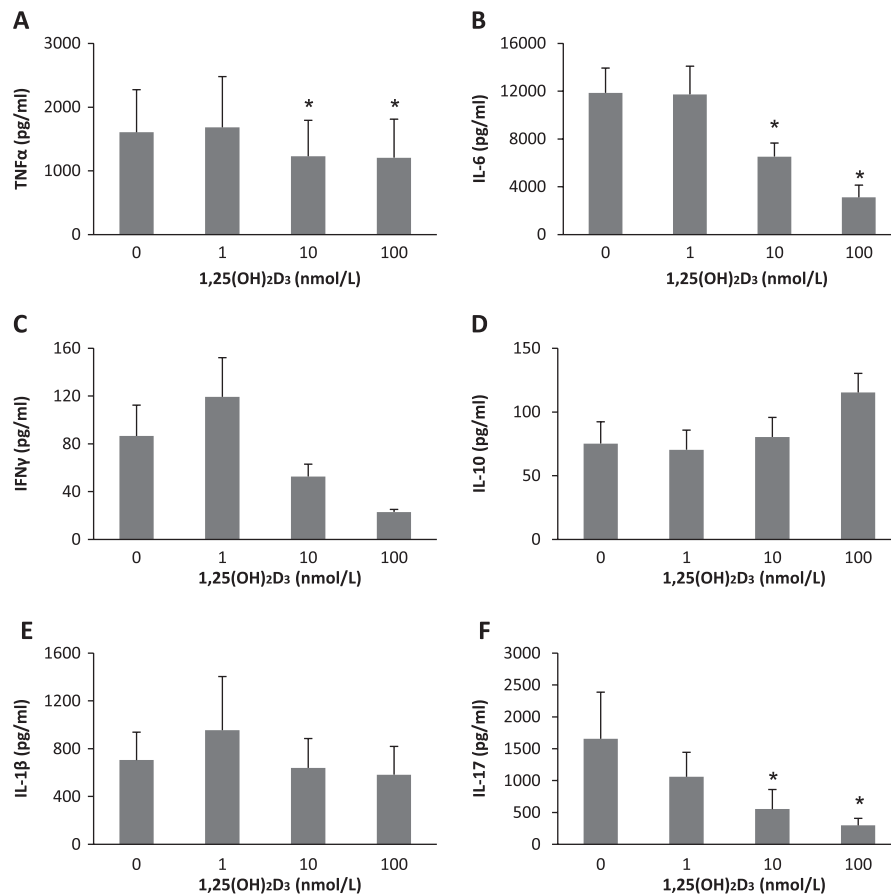 A
3000
2000
1000
0
TNFα (pg/ml)
* *
0 1 10 100
1,25(OH)₂D₃ (nmol/L)
B
16000
12000
8000
4000
0
IL-6 (pg/ml)
*
*
0 1 10 100
1,25(OH)₂D₃ (nmol/L)
C
160
120
80
40
0
IFNγ (pg/ml)
0 1 10 100
1,25(OH)₂D₃ (nmol/L)
D
150
100
50
0
IL-10 (pg/ml)
0 1 10 100
1,25(OH)₂D₃ (nmol/L)
E
1600
1200
800
400
0
IL-1β (pg/ml)
0 1 10 100
1,25(OH)₂D₃ (nmol/L)
F
3000
2500
2000
1500
1000
500
0
IL-17 (pg/ml)
*
*
0 1 10 100
1,25(OH)₂D₃ (nmol/L)